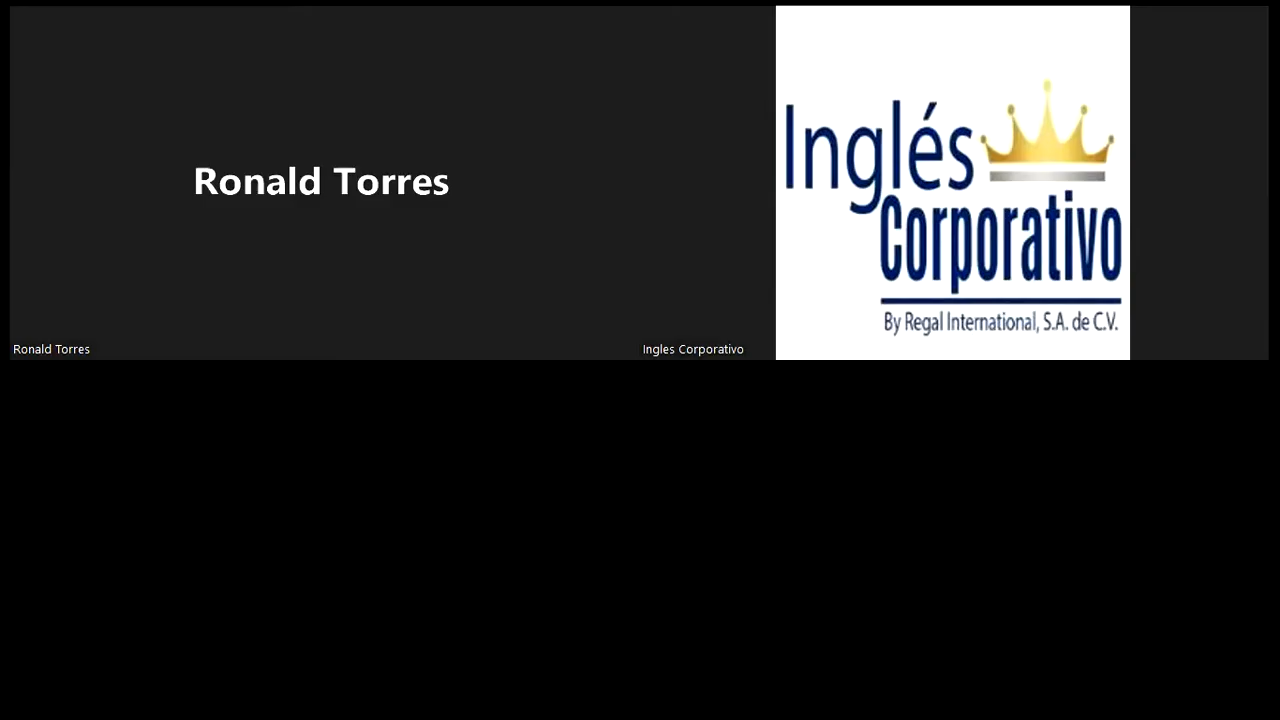 Ronald Torres
Ronald Torres
Ingles Corporativo
Inglés
Corporativo
By Regal International, S.A. de C.V.